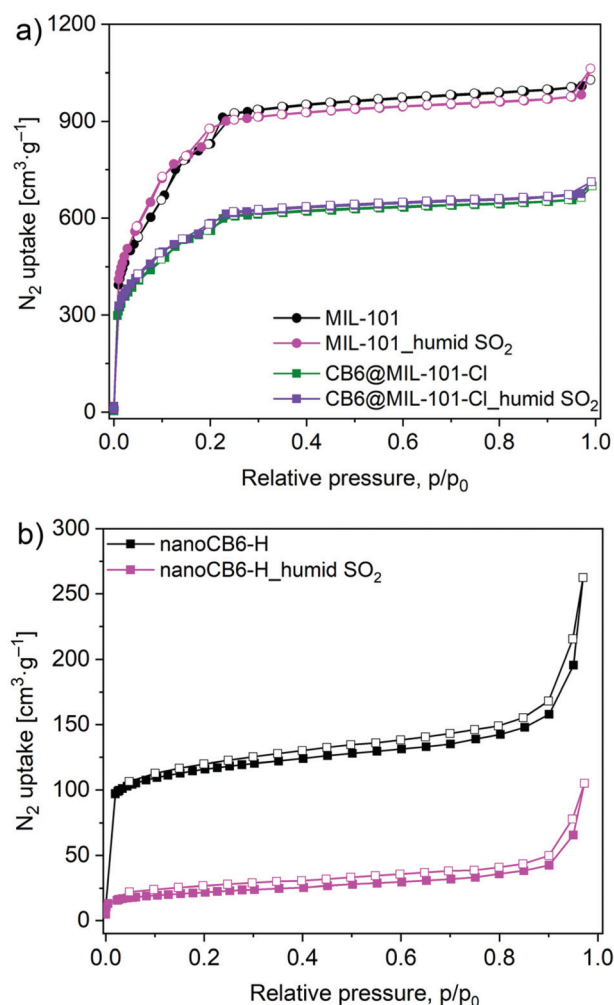 a)
1200
900
600
300
0
N₂ uptake [cm³·g⁻¹]
MIL-101
MIL-101_humid SO₂
CB6@MIL-101-Cl
CB6@MIL-101-Cl_humid SO₂
0.0 0.2 0.4 0.6 0.8 1.0
Relative pressure, p/p₀
b)
300
250
200
150
100
50
0
N₂ uptake [cm³·g⁻¹]
nanoCB6-H
nanoCB6-H_humid SO₂
0.0 0.2 0.4 0.6 0.8 1.0
Relative pressure, p/p₀